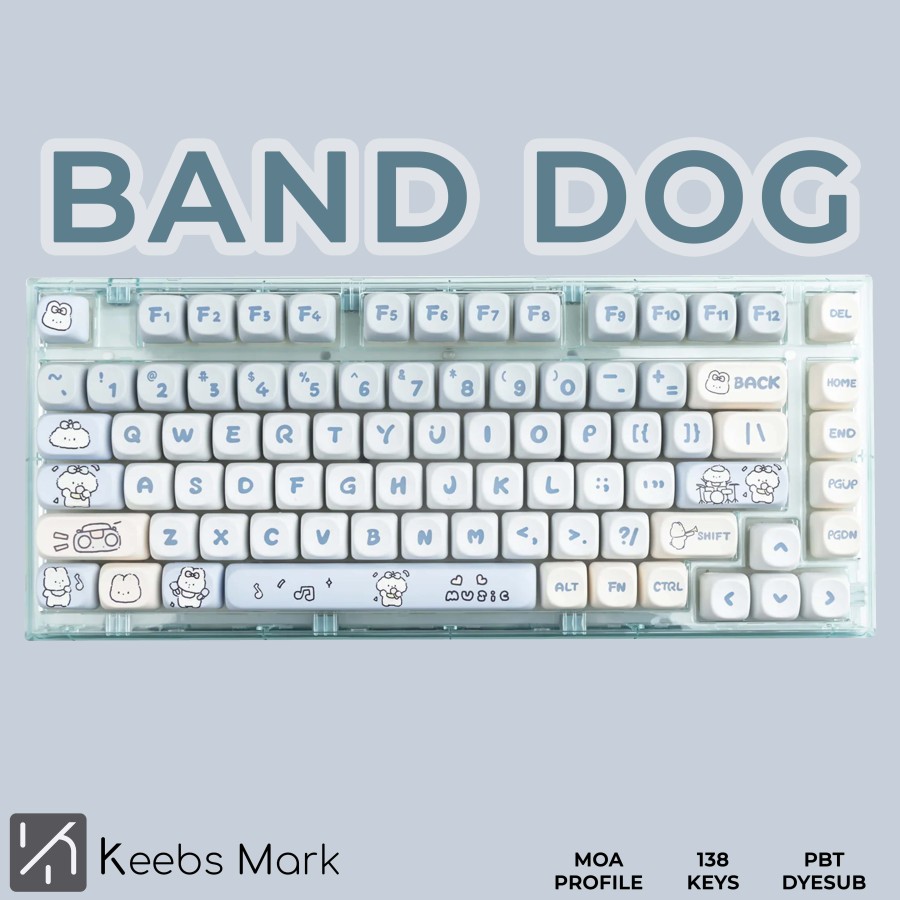 BAND DOG
F1 F2 F3 F4 F5 F6 F7 F8 F9 F10 F11 F12 DEL
~` !1 @2 #3 $4 %5 ^6 &7 *8 (9 )0 -- += BACK HOME
Q W E R T Y U I O P [{ ]} |\ END
A S D F G H J K L :; '"" PGUP
Z X C V B N M <, >. ?/ SHIFT PGDN
MUSIC ALT FN CTRL
Keebs Mark
MOA 138 PBT
PROFILE KEYS DYESUB